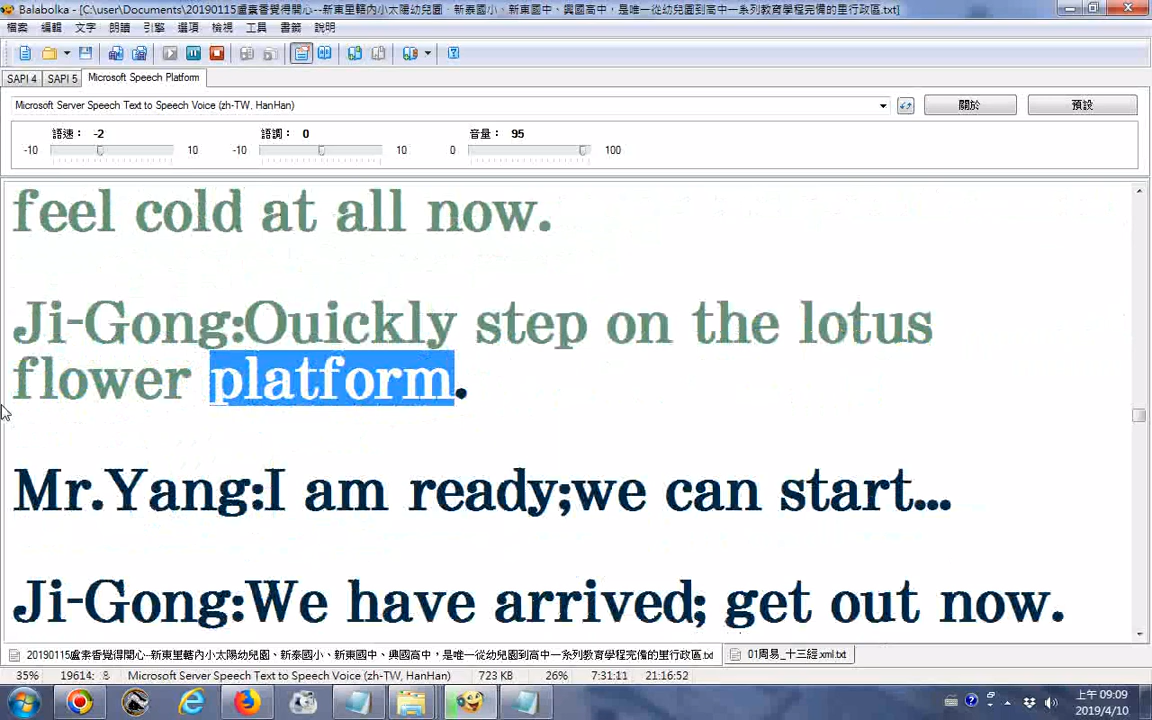 Balabolka - [C:\user\Documents\20190115盧素香覺得開心--新東里轄內小太陽幼兒園、新泰國小、新東國中、興國高中，是唯一從幼兒園到高中一系列教育學程完備的里行政區.txt]
檔案 編輯 文字 朗讀 引擎 選項 檢視 工具 書籤 說明
SAPI 4 SAPI 5 Microsoft Speech Platform
Microsoft Server Speech Text to Speech Voice (zh-TW, HanHan) 關於 預設
語速： -2 語調： 0 音量： 95
-10 10 -10 10 0 100
feel cold at all now.
Ji-Gong:Quickly step on the lotus
flower platform.
Mr.Yang:I am ready;we can start...
Ji-Gong:We have arrived; get out now.
20190115盧素香覺得開心--新東里轄內小太陽幼兒園、新泰國小、新東國中、興國高中，是唯一從幼兒園到高中一系列教育學程完備的里行政區.txt 01周易_十三經.xml.txt
35% 19614: 8 Microsoft Server Speech Text to Speech Voice (zh-TW, HanHan) 723 KB 26% 7:31:11 21:16:52
上午 09:09
2019/4/10